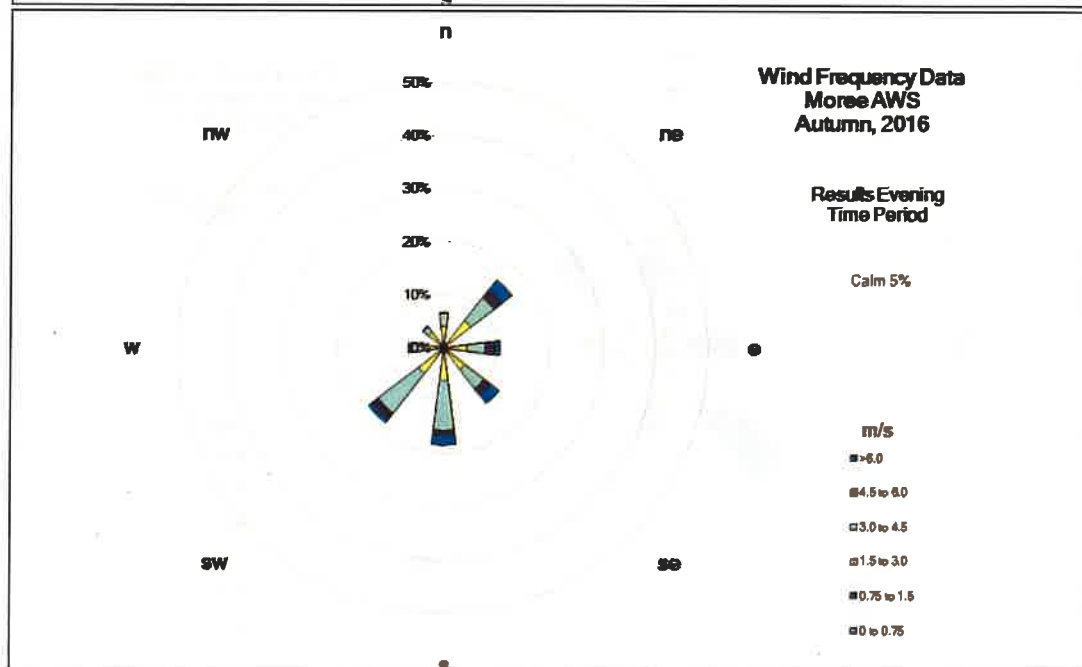 n
50%
40%
30%
20%
10%
0%
nw
ne
w
e
sw
se
s
Wind Frequency Data
Moree AWS
Autumn, 2016
Results Evening
Time Period
Calm 5%
m/s
>6.0
4.5 to 6.0
3.0 to 4.5
1.5 to 3.0
0.75 to 1.5
0 to 0.75